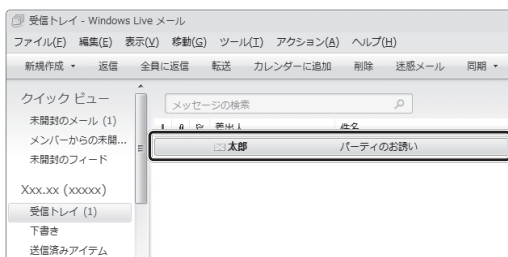 受信トレイ - Windows Live メール
ファイル(F) 編集(E) 表示(V) 移動(G) ツール(T) アクション(A) ヘルプ(H)
新規作成 返信 全員に返信 転送 カレンダーに追加 削除 迷惑メール 同期
クイック ビュー
未開封のメール (1)
メンバーからの未開...
未開封のフィード
Xxx.xx (xxxxx)
受信トレイ (1)
下書き
送信済みアイテム
メッセージの検索
! 差出人 件名
太郎 パーティのお誘い